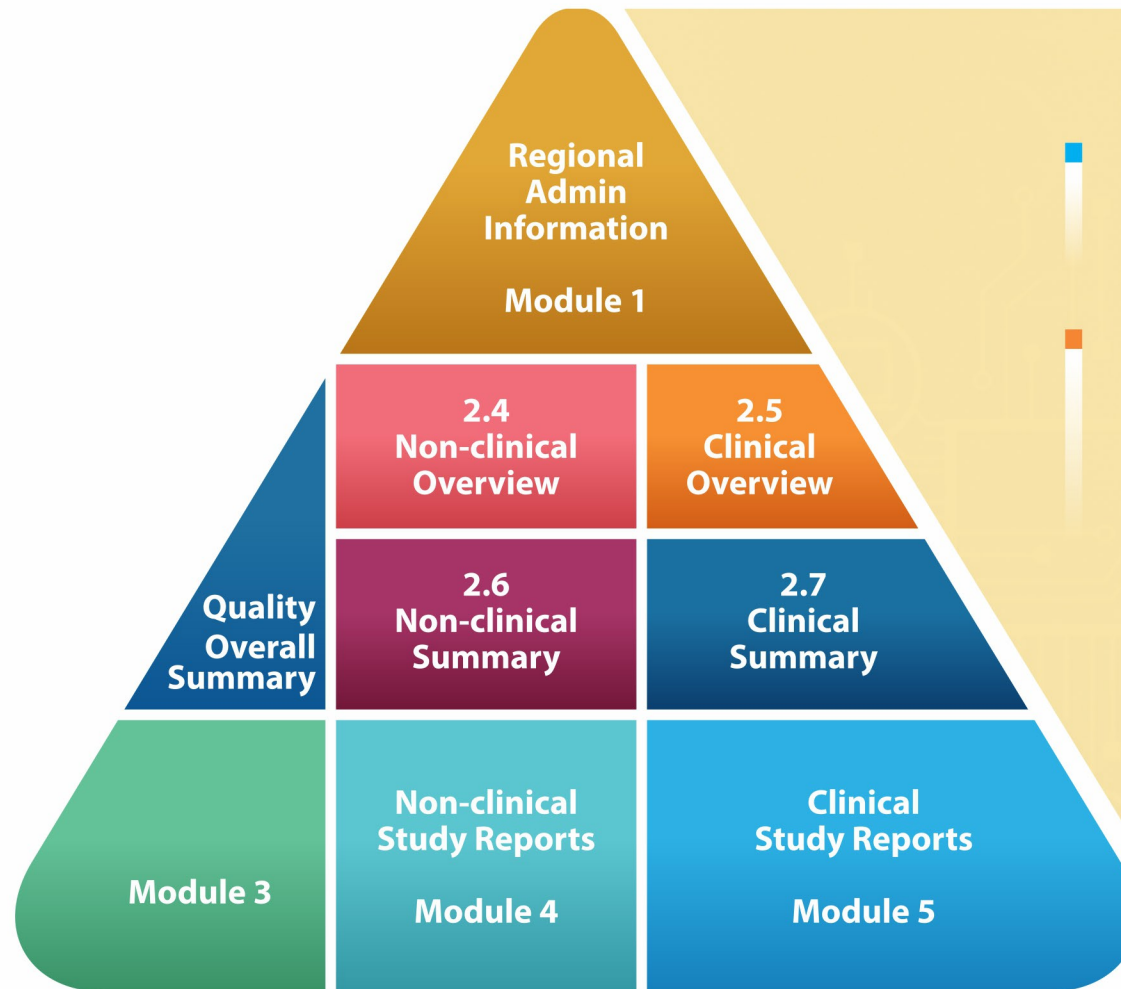 Regional
Admin
Information
Module 1
2.4
Non-clinical
Overview
2.5
Clinical
Overview
Quality
Overall
Summary
2.6
Non-clinical
Summary
2.7
Clinical
Summary
Module 3
Non-clinical
Study Reports
Module 4
Clinical
Study Reports
Module 5